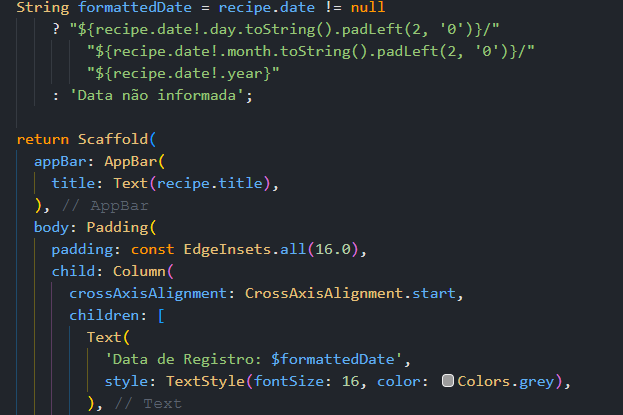 String formattedDate = recipe.date != null
? "${recipe.date!.day.toString().padLeft(2, '0')}/"
"${recipe.date!.month.toString().padLeft(2, '0')}/"
"${recipe.date!.year}"
: 'Data não informada';
return Scaffold(
appBar: AppBar(
title: Text(recipe.title),
), // AppBar
body: Padding(
padding: const EdgeInsets.all(16.0),
child: Column(
crossAxisAlignment: CrossAxisAlignment.start,
children: [
Text(
'Data de Registro: $formattedDate',
style: TextStyle(fontSize: 16, color: Colors.grey),
), // Text